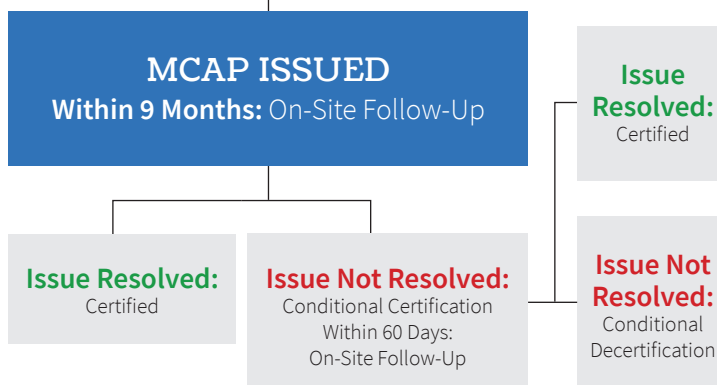 MCAP ISSUED
Within 9 Months: On-Site Follow-Up
Issue Resolved:
Certified
Issue Not Resolved:
Conditional Certification
Within 60 Days:
On-Site Follow-Up
Issue
Resolved:
Certified
Issue Not
Resolved:
Conditional
Decertification